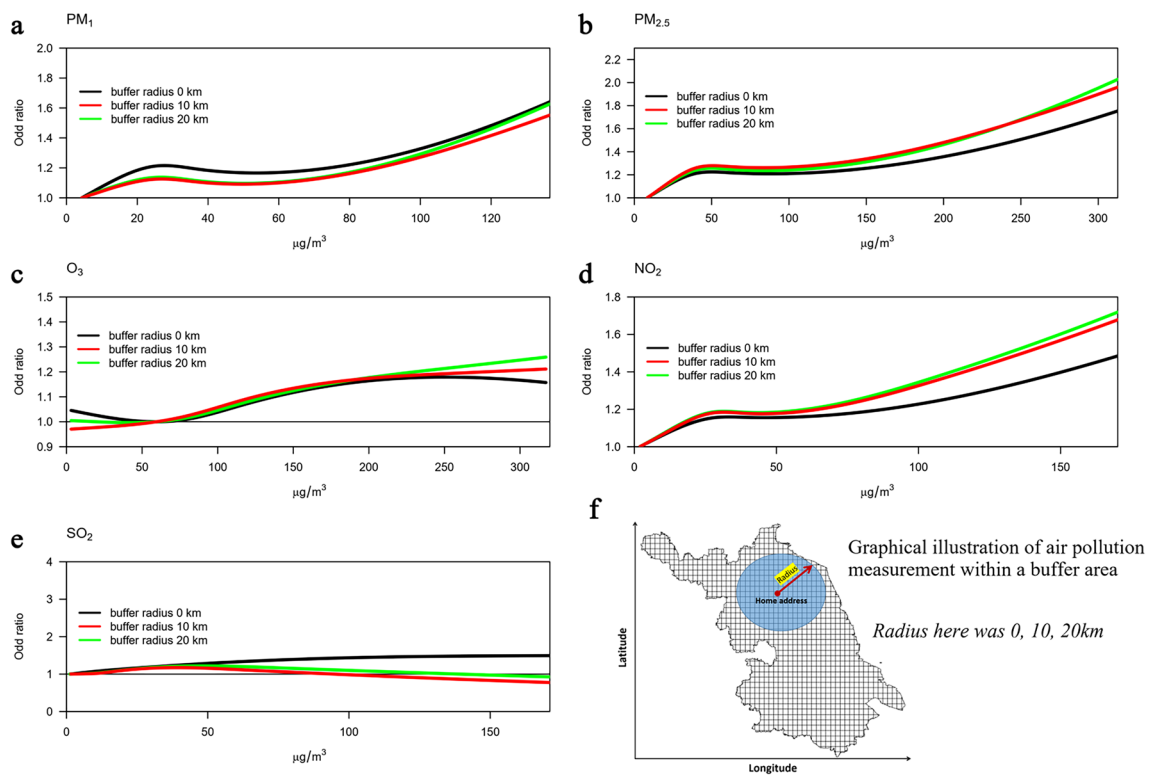 a
PM1
Odd ratio
2.0
1.8
1.6
1.4
1.2
1.0
buffer radius 0 km
buffer radius 10 km
buffer radius 20 km
0 20 40 60 80 100 120
μg/m³
b
PM2.5
Odd ratio
2.2
2.0
1.8
1.6
1.4
1.2
1.0
buffer radius 0 km
buffer radius 10 km
buffer radius 20 km
0 50 100 150 200 250 300
μg/m³
c
O3
Odd ratio
1.5
1.4
1.3
1.2
1.1
1.0
0.9
buffer radius 0 km
buffer radius 10 km
buffer radius 20 km
0 50 100 150 200 250 300
μg/m³
d
NO2
Odd ratio
1.8
1.6
1.4
1.2
1.0
buffer radius 0 km
buffer radius 10 km
buffer radius 20 km
0 50 100 150
μg/m³
e
SO2
Odd ratio
4
3
2
1
0
buffer radius 0 km
buffer radius 10 km
buffer radius 20 km
0 50 100 150
μg/m³
f
Latitude
Radius
Home address
Longitude
Graphical illustration of air pollution
measurement within a buffer area
Radius here was 0, 10, 20km